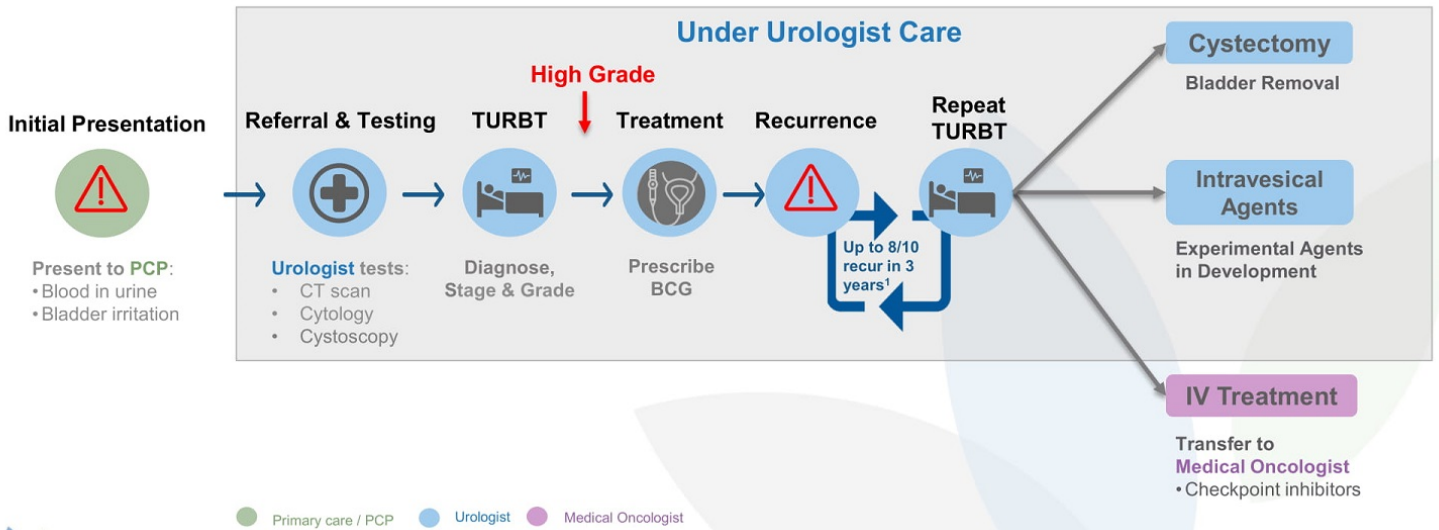 Under Urologist Care
High Grade
Initial Presentation
Referral & Testing
TURBT
Treatment
Recurrence
Repeat
TURBT
Present to PCP:
• Blood in urine
• Bladder irritation
Urologist tests:
• CT scan
• Cytology
• Cystoscopy
Diagnose,
Stage & Grade
Prescribe
BCG
Up to 8/10
recur in 3
years¹
Cystectomy
Bladder Removal
Intravesical
Agents
Experimental Agents
in Development
IV Treatment
Transfer to
Medical Oncologist
• Checkpoint inhibitors
Primary care / PCP
Urologist
Medical Oncologist